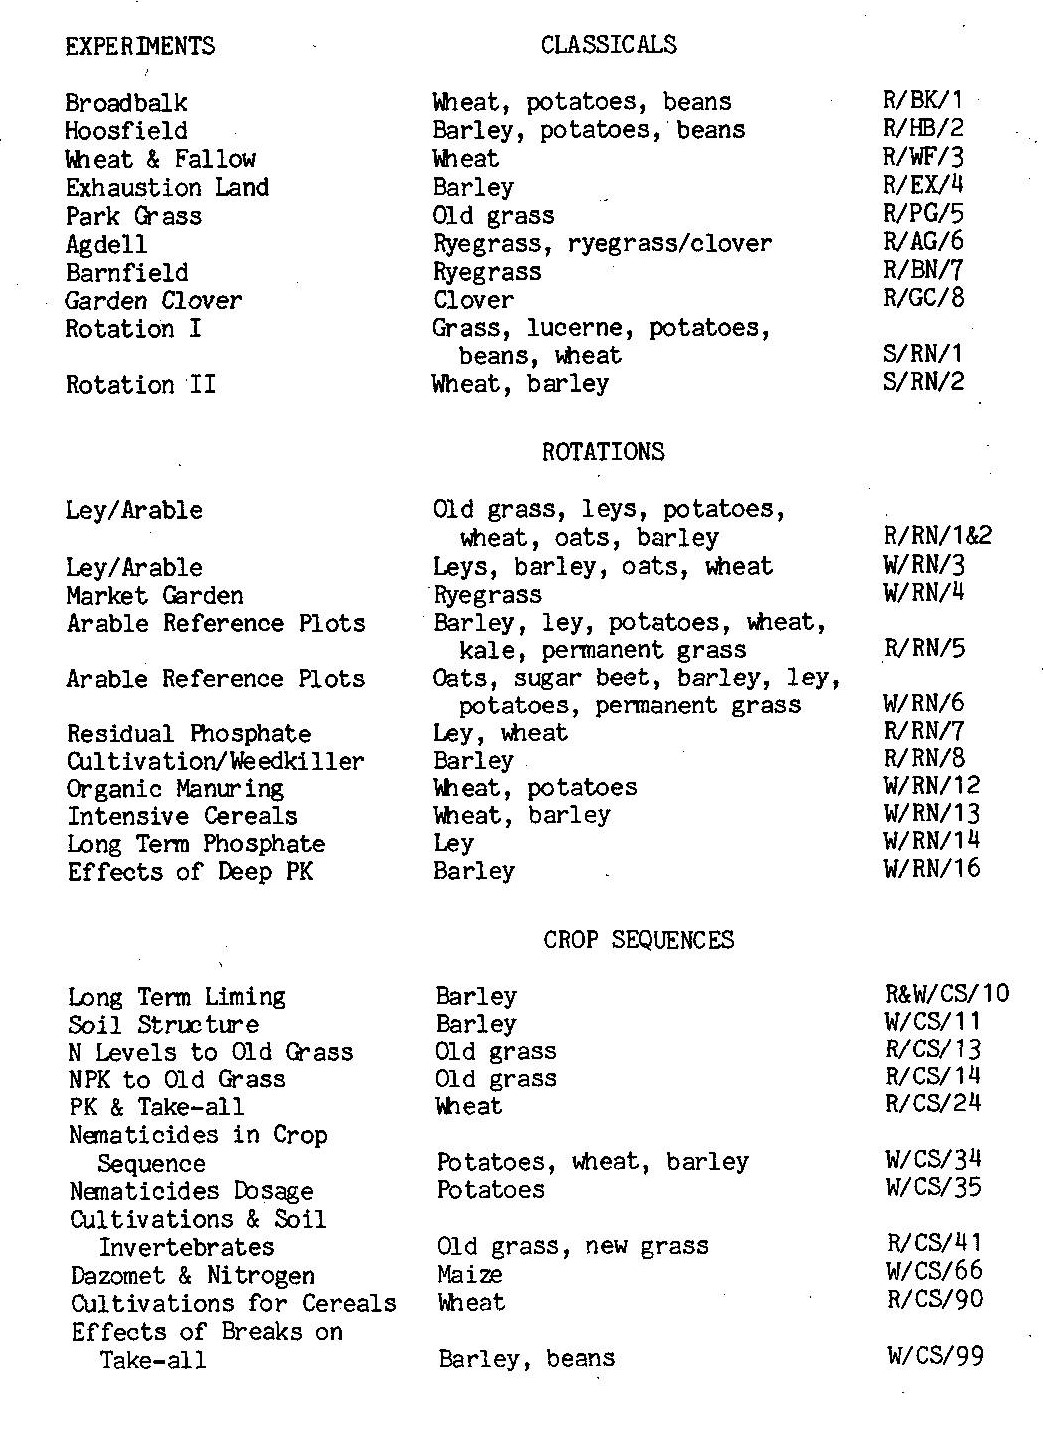 EXPERIMENTS CLASSICALS
Broadbalk Wheat, potatoes, beans R/BK/1
Hoosfield Barley, potatoes, beans R/HB/2
Wheat & Fallow Wheat R/WF/3
Exhaustion Land Barley R/EX/4
Park Grass Old grass R/PG/5
Agdell Ryegrass, ryegrass/clover R/AG/6
Barnfield Ryegrass R/BN/7
Garden Clover Clover R/GC/8
Rotation I Grass, lucerne, potatoes,
beans, wheat S/RN/1
Rotation II Wheat, barley S/RN/2
ROTATIONS
Ley/Arable Old grass, leys, potatoes,
wheat, oats, barley R/RN/1&2
Ley/Arable Leys, barley, oats, wheat W/RN/3
Market Garden Ryegrass W/RN/4
Arable Reference Plots Barley, ley, potatoes, wheat,
kale, permanent grass R/RN/5
Arable Reference Plots Oats, sugar beet, barley, ley,
potatoes, permanent grass W/RN/6
Residual Phosphate Ley, wheat R/RN/7
Cultivation/Weedkiller Barley R/RN/8
Organic Manuring Wheat, potatoes W/RN/12
Intensive Cereals Wheat, barley W/RN/13
Long Term Phosphate Ley W/RN/14
Effects of Deep PK Barley W/RN/16
CROP SEQUENCES
Long Term Liming Barley R&W/CS/10
Soil Structure Barley W/CS/11
N Levels to Old Grass Old grass R/CS/13
NPK to Old Grass Old grass R/CS/14
PK & Take-all Wheat R/CS/24
Nematicides in Crop
Sequence Potatoes, wheat, barley W/CS/34
Nematicides Dosage Potatoes W/CS/35
Cultivations & Soil
Invertebrates Old grass, new grass R/CS/41
Dazomet & Nitrogen Maize W/CS/66
Cultivations for Cereals Wheat R/CS/90
Effects of Breaks on
Take-all Barley, beans W/CS/99